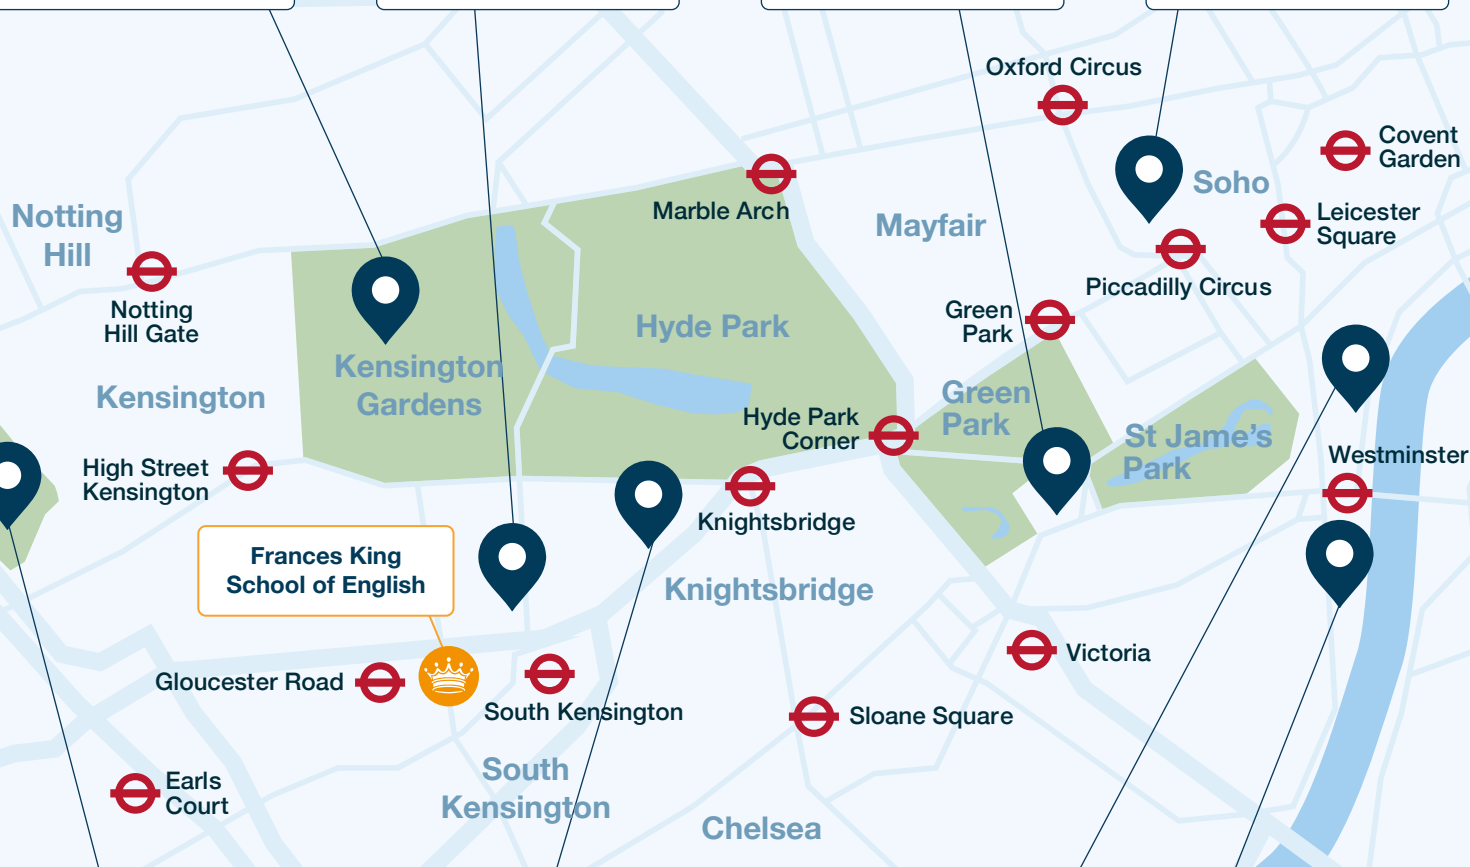 Oxford Circus
Covent
Garden
Soho
Notting
Hill
Marble Arch
Mayfair
Leicester
Square
Notting
Hill Gate
Piccadilly Circus
Green
Park
Hyde Park
Kensington
Gardens
Kensington
Green
Park
Hyde Park
Corner
St Jame's
Park
Westminster
High Street
Kensington
Knightsbridge
Frances King
School of English
Knightsbridge
Victoria
Gloucester Road
South Kensington
Sloane Square
South
Kensington
Earls
Court
Chelsea